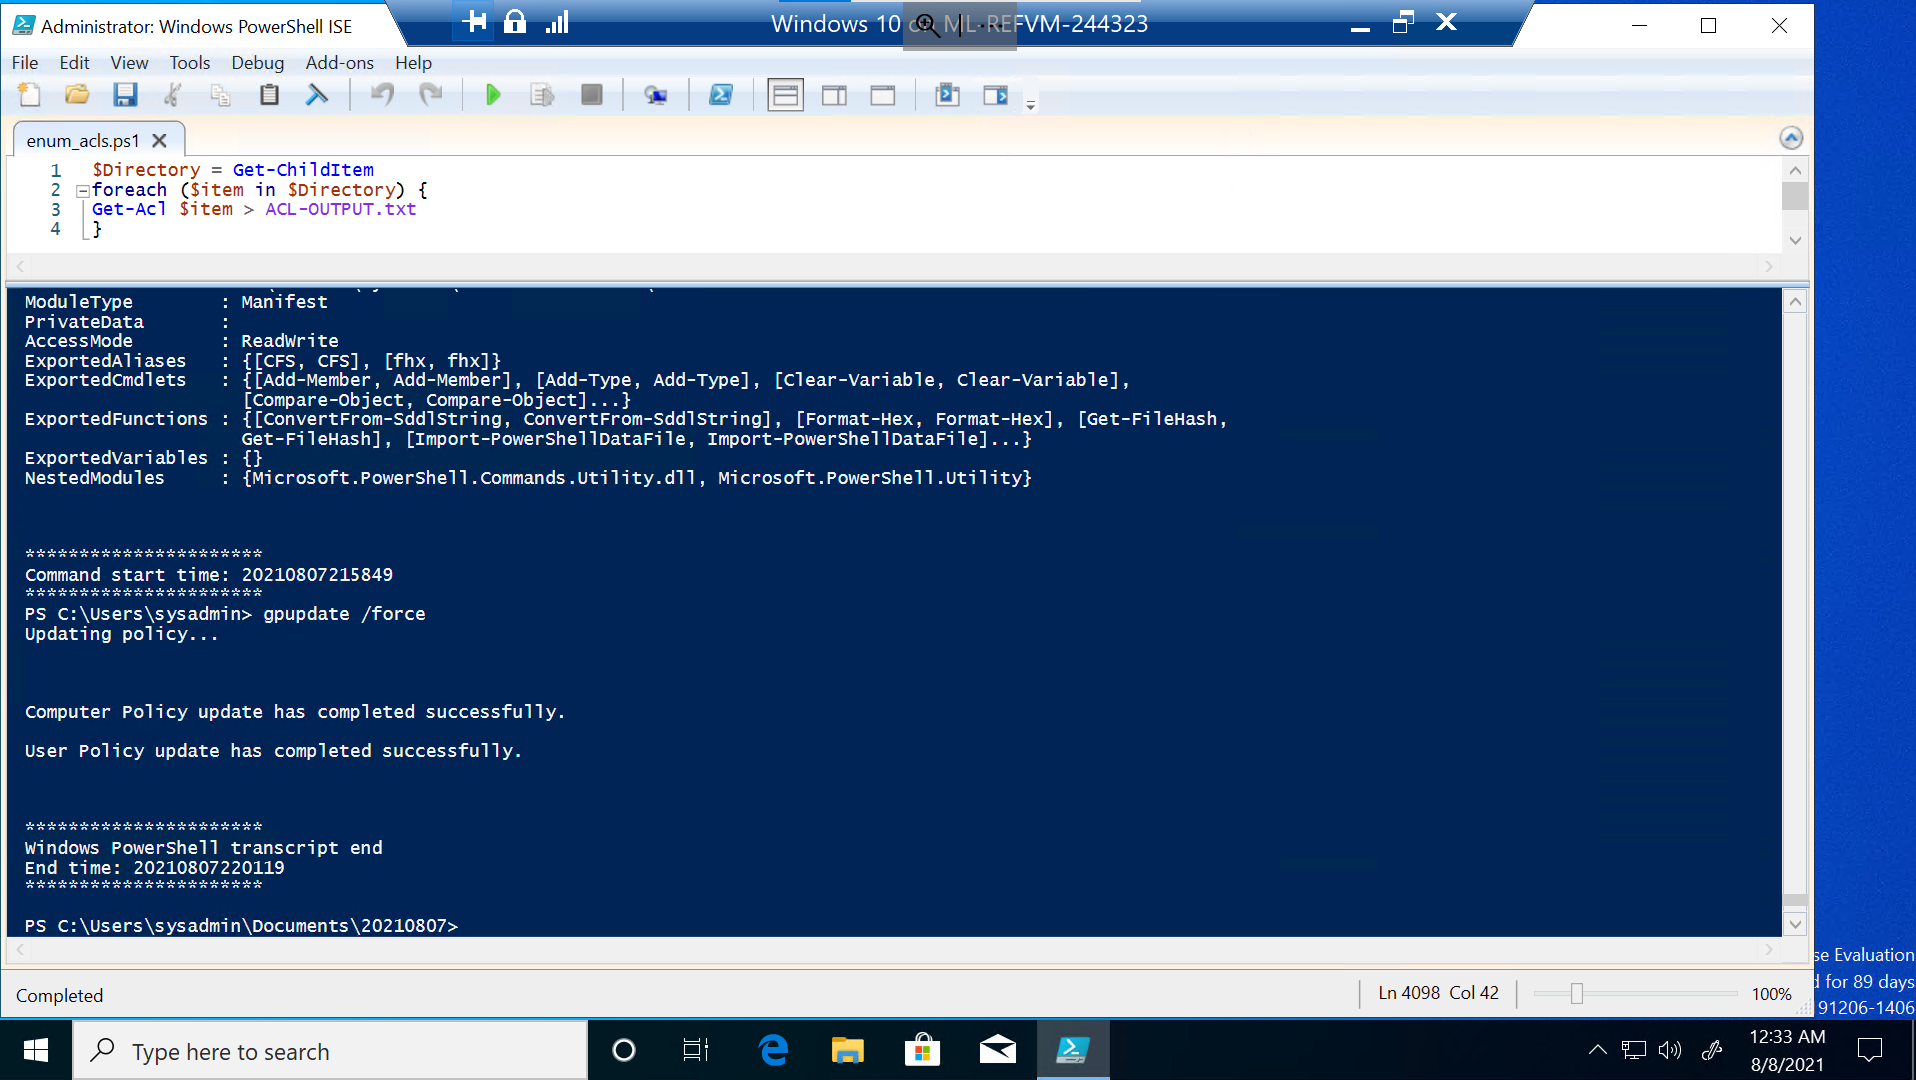 Administrator: Windows PowerShell ISE
Windows 10 on ML-REFVM-244323
File Edit View Tools Debug Add-ons Help
enum_acls.ps1
1 $Directory = Get-ChildItem
2 foreach ($item in $Directory) {
3 Get-Acl $item > ACL-OUTPUT.txt
4 }
ModuleType : Manifest
PrivateData :
AccessMode : ReadWrite
ExportedAliases : {[CFS, CFS], [fhx, fhx]}
ExportedCmdlets : {[Add-Member, Add-Member], [Add-Type, Add-Type], [Clear-Variable, Clear-Variable],
[Compare-Object, Compare-Object]...}
ExportedFunctions : {[ConvertFrom-SddlString, ConvertFrom-SddlString], [Format-Hex, Format-Hex], [Get-FileHash,
Get-FileHash], [Import-PowerShellDataFile, Import-PowerShellDataFile]...}
ExportedVariables : {}
NestedModules : {Microsoft.PowerShell.Commands.Utility.dll, Microsoft.PowerShell.Utility}
**********************
Command start time: 20210807215849
**********************
PS C:\Users\sysadmin> gpupdate /force
Updating policy...
Computer Policy update has completed successfully.
User Policy update has completed successfully.
**********************
Windows PowerShell transcript end
End time: 20210807220119
**********************
PS C:\Users\sysadmin\Documents\20210807>
se Evaluation
d for 89 days
91206-1406
Completed
Ln 4098 Col 42
100%
Type here to search
12:33 AM
8/8/2021